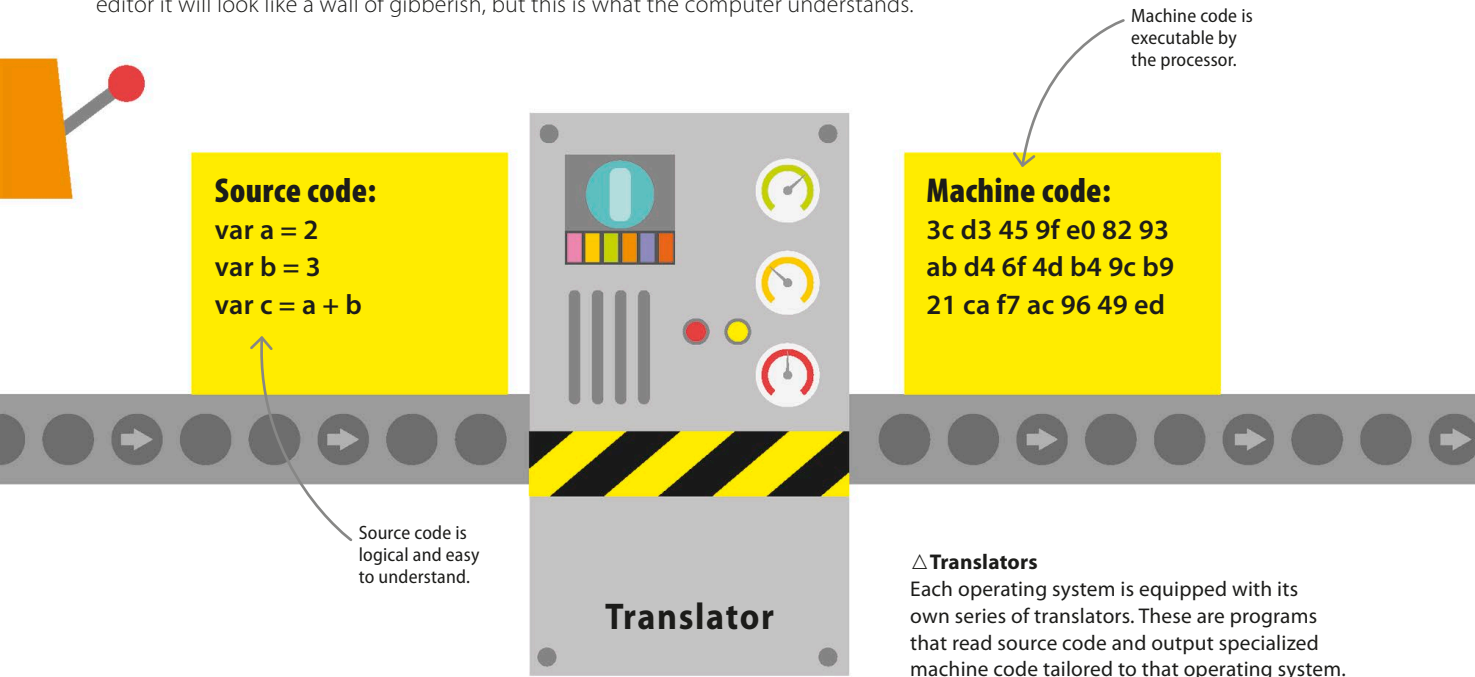 editor it will look like a wall of gibberish, but this is what the computer understands.
Machine code is
executable by
the processor.
Source code:
var a = 2
var b = 3
var c = a + b
Machine code:
3c d3 45 9f e0 82 93
ab d4 6f 4d b4 9c b9
21 ca f7 ac 96 49 ed
Source code is
logical and easy
to understand.
Translator
△ Translators
Each operating system is equipped with its
own series of translators. These are programs
that read source code and output specialized
machine code tailored to that operating system.